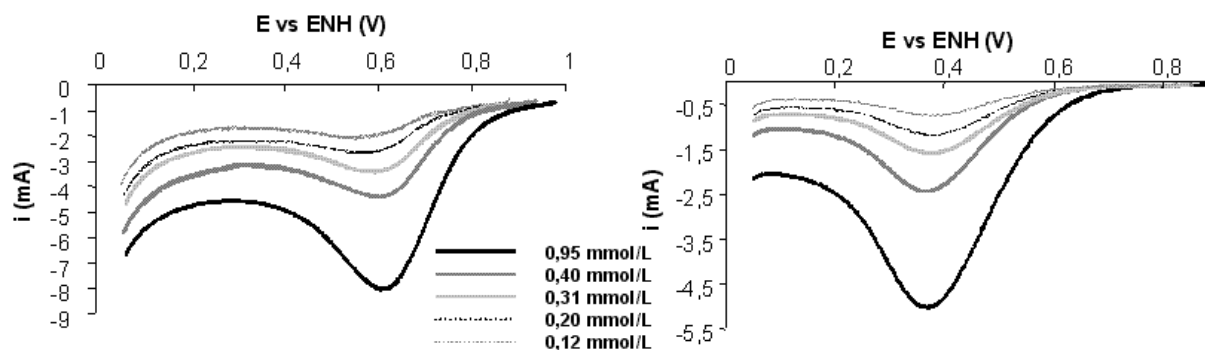 E vs ENH (V)
0 0,2 0,4 0,6 0,8 1
0
-1
-2
-3
-4
-5
-6
-7
-8
-9
i (mA)
0,95 mmol/L
0,40 mmol/L
0,31 mmol/L
0,20 mmol/L
0,12 mmol/L
E vs ENH (V)
0 0,2 0,4 0,6 0,8
-0,5
-1,5
-2,5
-3,5
-4,5
-5,5
i (mA)